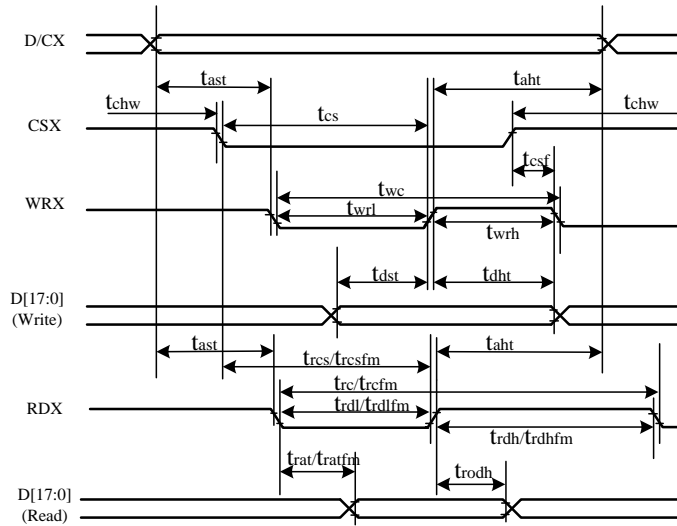 D/CX
tast
taht
tchw
tchw
tcs
CSX
tcsf
twc
WRX
twrl
twrh
tdst
tdht
D[17:0]
(Write)
tast
trcs/trcsfm
taht
trc/trcfm
RDX
trdl/trdlfm
trdh/trdhfm
trat/tratfm
trodh
D[17:0]
(Read)